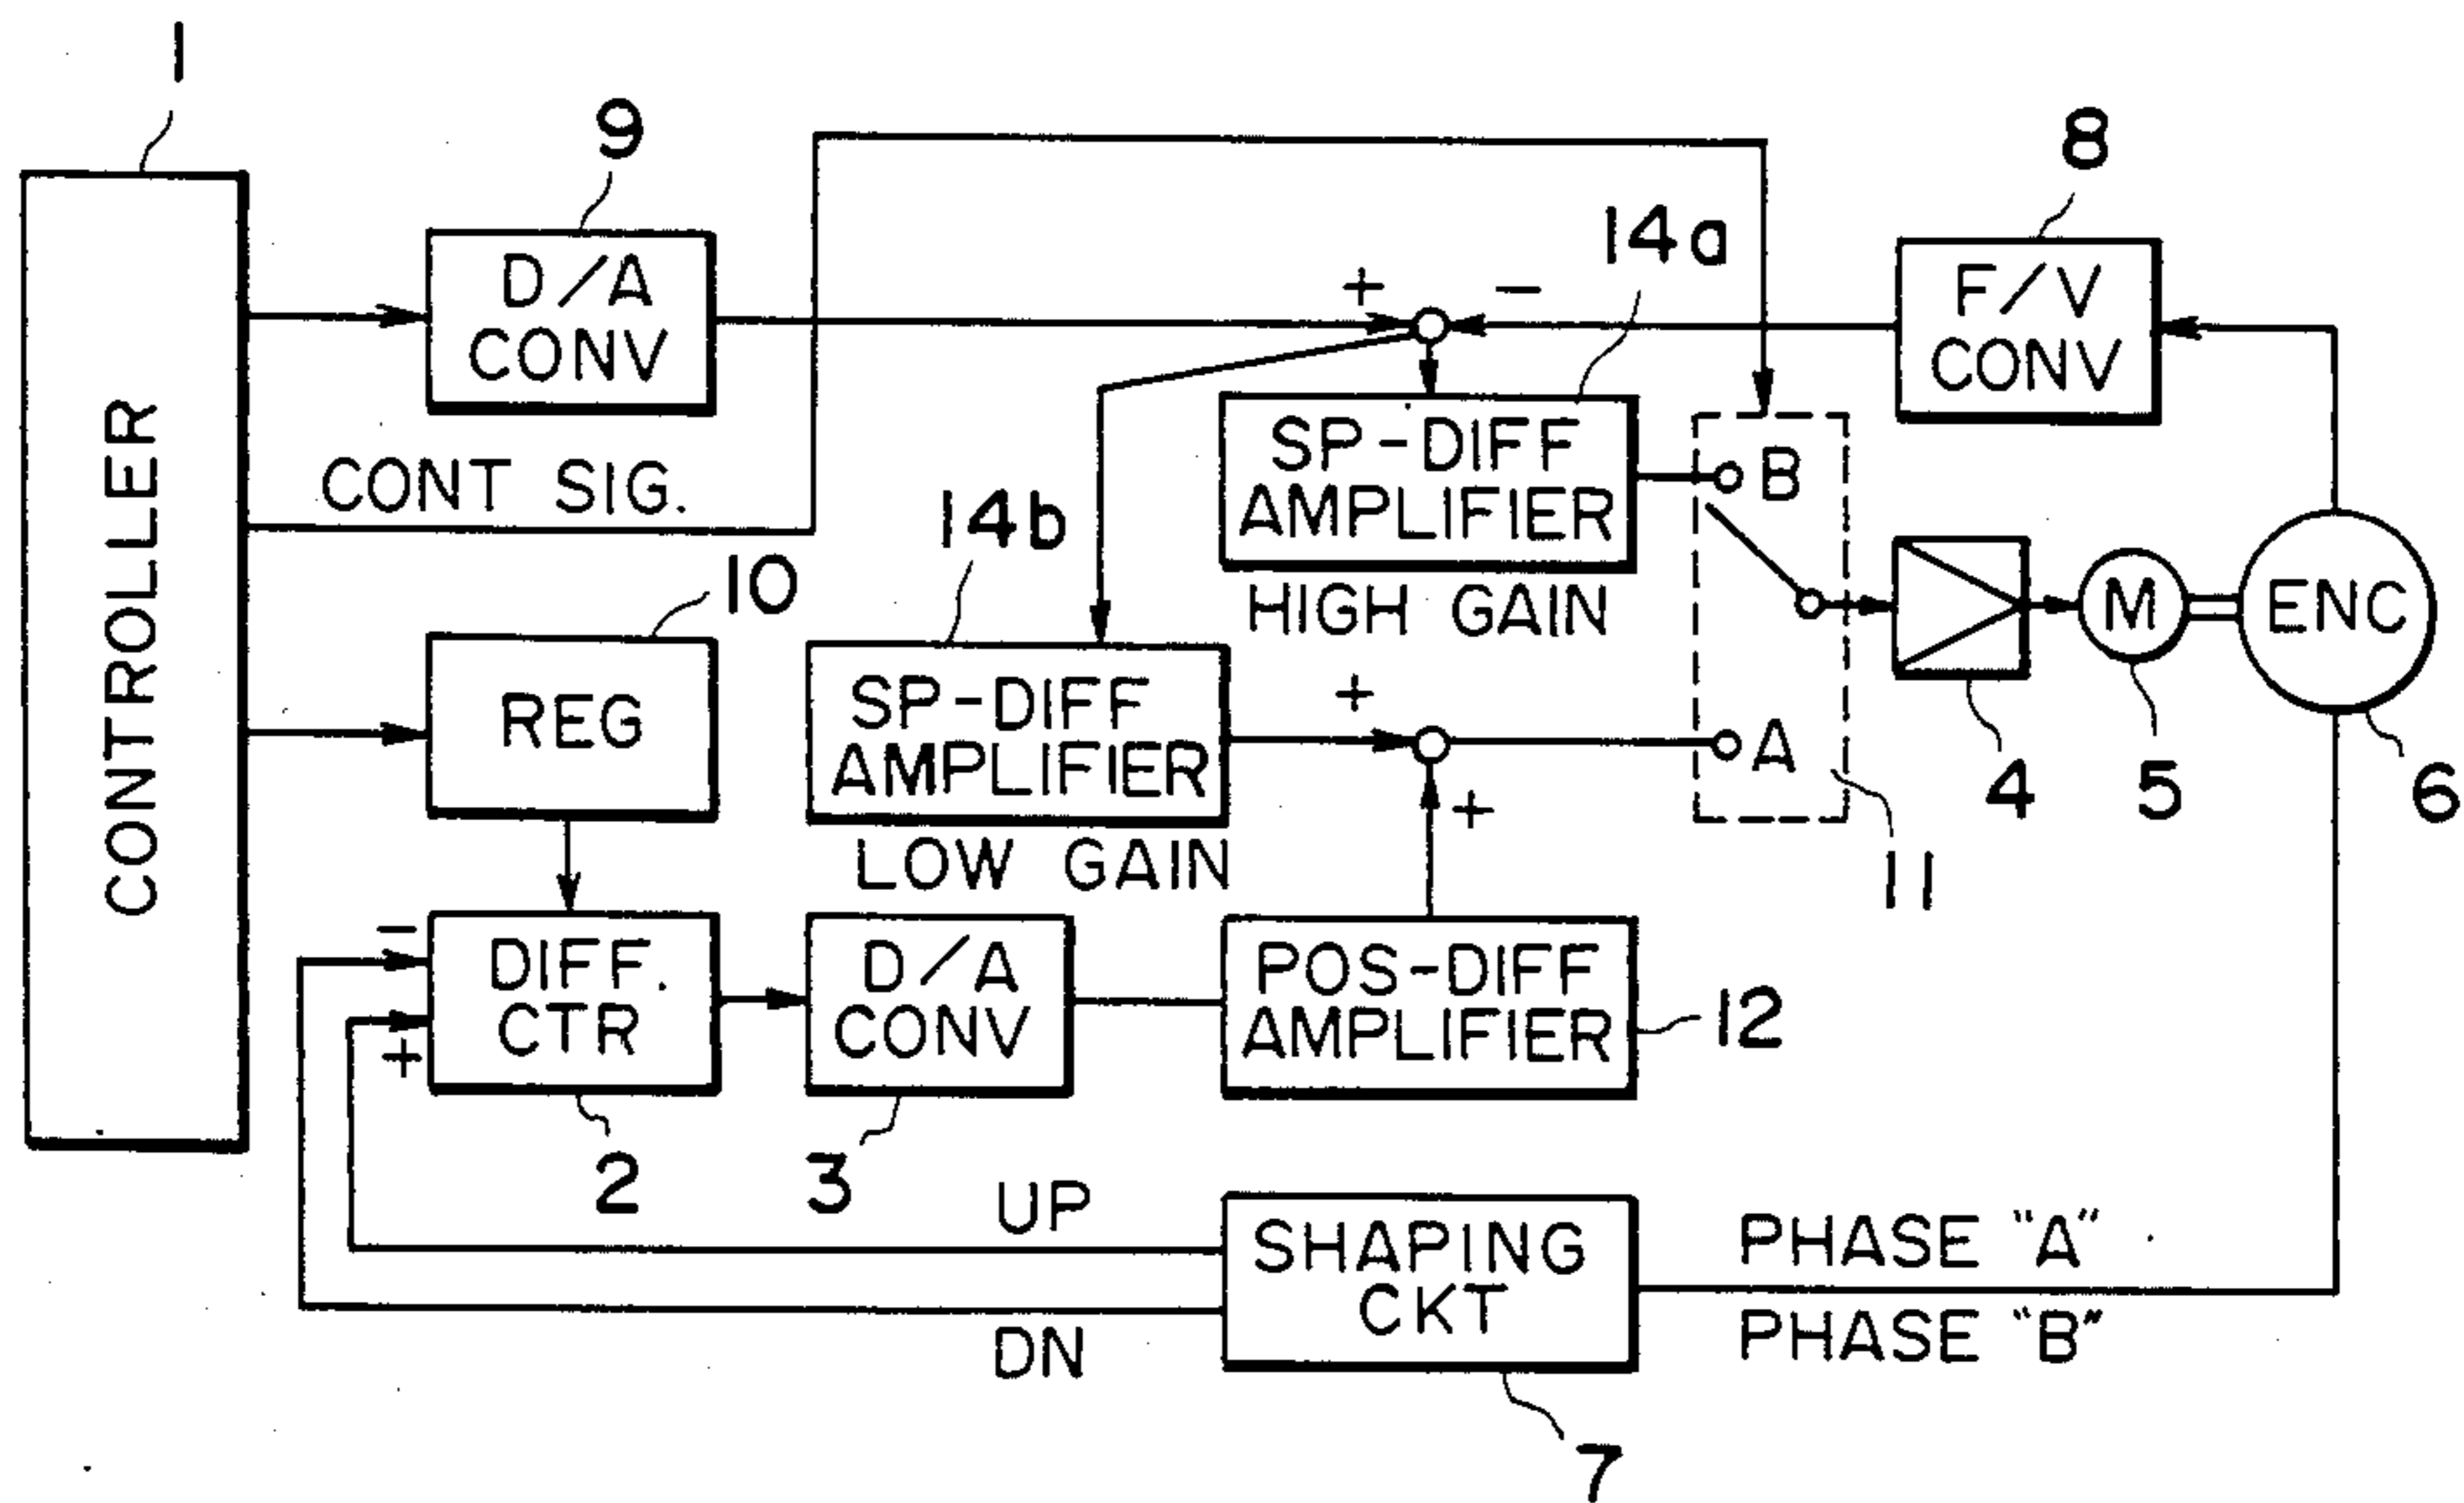 1
9
8
D/A
CONV
+
−
14a
F/V
CONV
CONTROLLER
CONT SIG.
SP-DIFF
AMPLIFIER
HIGH GAIN
B
14b
10
REG
SP-DIFF
AMPLIFIER
LOW GAIN
+
+
A
M
ENC
4
5
6
11
−
+
DIFF.
CTR
D/A
CONV
POS-DIFF
AMPLIFIER
12
2
3
UP
DN
SHAPING
CKT
PHASE "A"
PHASE "B"
7